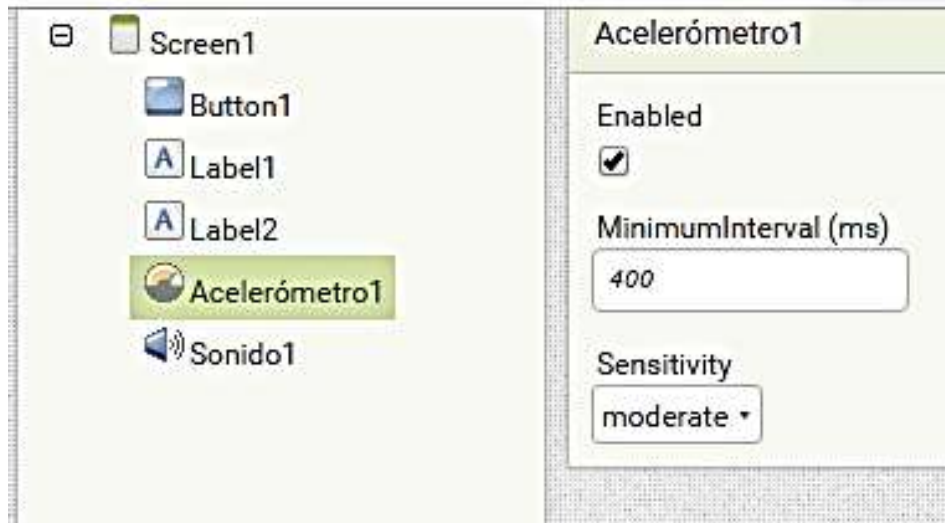 Screen1
Button1
Label1
Label2
Acelerómetro1
Sonido1
Acelerómetro1
Enabled
MinimumInterval (ms)
400
Sensitivity
moderate